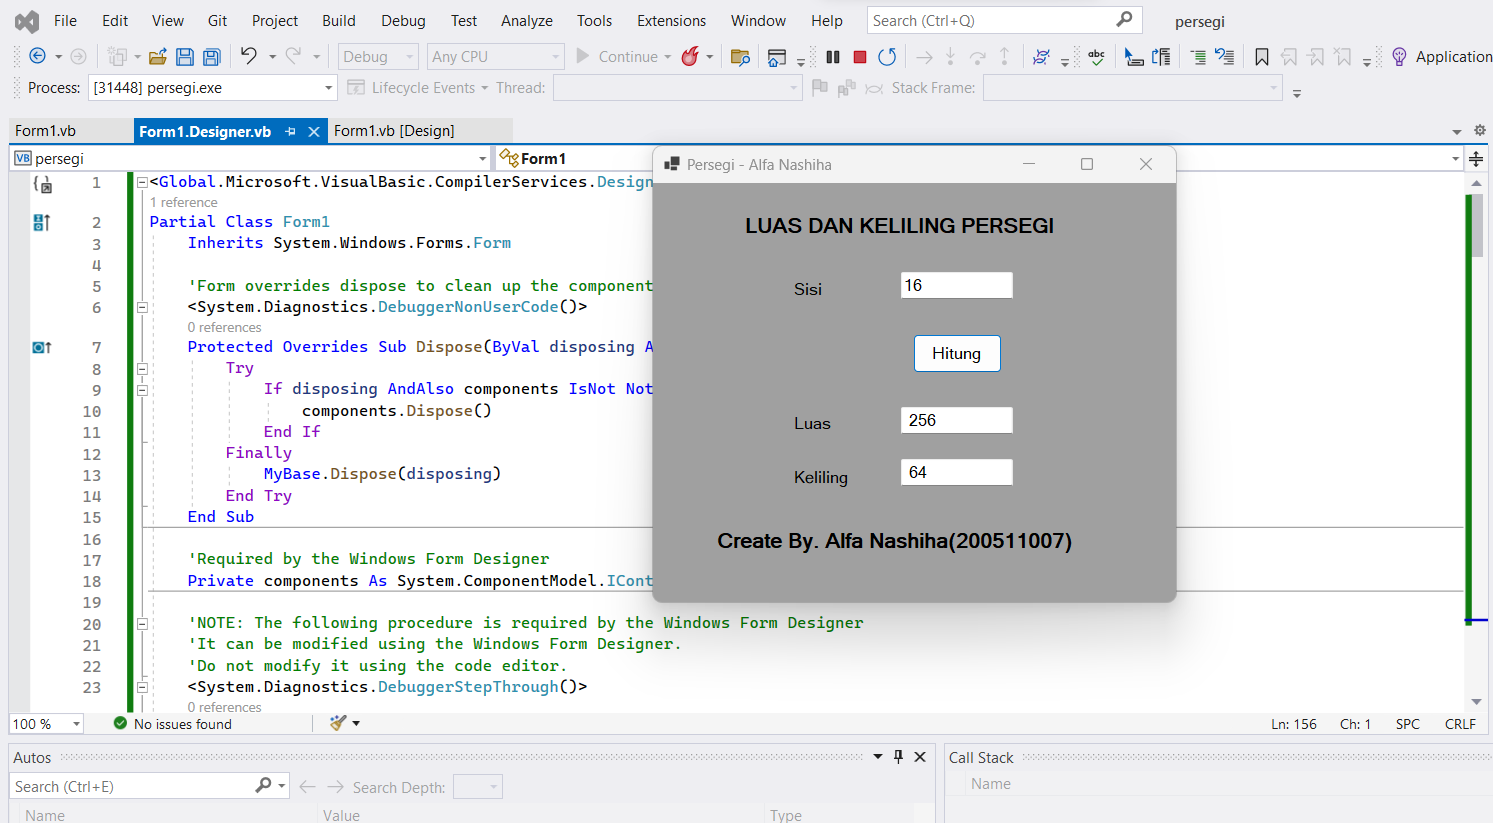 File Edit View Git Project Build Debug Test Analyze Tools Extensions Window Help Search (Ctrl+Q) persegi
Debug Any CPU Continue abc Application
Process: [31448] persegi.exe Lifecycle Events Thread: Stack Frame:
Form1.vb Form1.Designer.vb Form1.vb [Design]
VB persegi Form1
1 <Global.Microsoft.VisualBasic.CompilerServices.Design
1 reference
2 Partial Class Form1
3 Inherits System.Windows.Forms.Form
4
5 'Form overrides dispose to clean up the component
6 <System.Diagnostics.DebuggerNonUserCode()>
0 references
7 Protected Overrides Sub Dispose(ByVal disposing A
8 Try
9 If disposing AndAlso components IsNot Not
10 components.Dispose()
11 End If
12 Finally
13 MyBase.Dispose(disposing)
14 End Try
15 End Sub
16
17 'Required by the Windows Form Designer
18 Private components As System.ComponentModel.ICont
19
20 'NOTE: The following procedure is required by the Windows Form Designer
21 'It can be modified using the Windows Form Designer.
22 'Do not modify it using the code editor.
23 <System.Diagnostics.DebuggerStepThrough()>
0 references
Persegi - Alfa Nashiha
LUAS DAN KELILING PERSEGI
Sisi 16
Hitung
Luas 256
Keliling 64
Create By. Alfa Nashiha(200511007)
100 % No issues found Ln: 156 Ch: 1 SPC CRLF
Autos
Search (Ctrl+E) Search Depth:
Name Value Type
Call Stack
Name